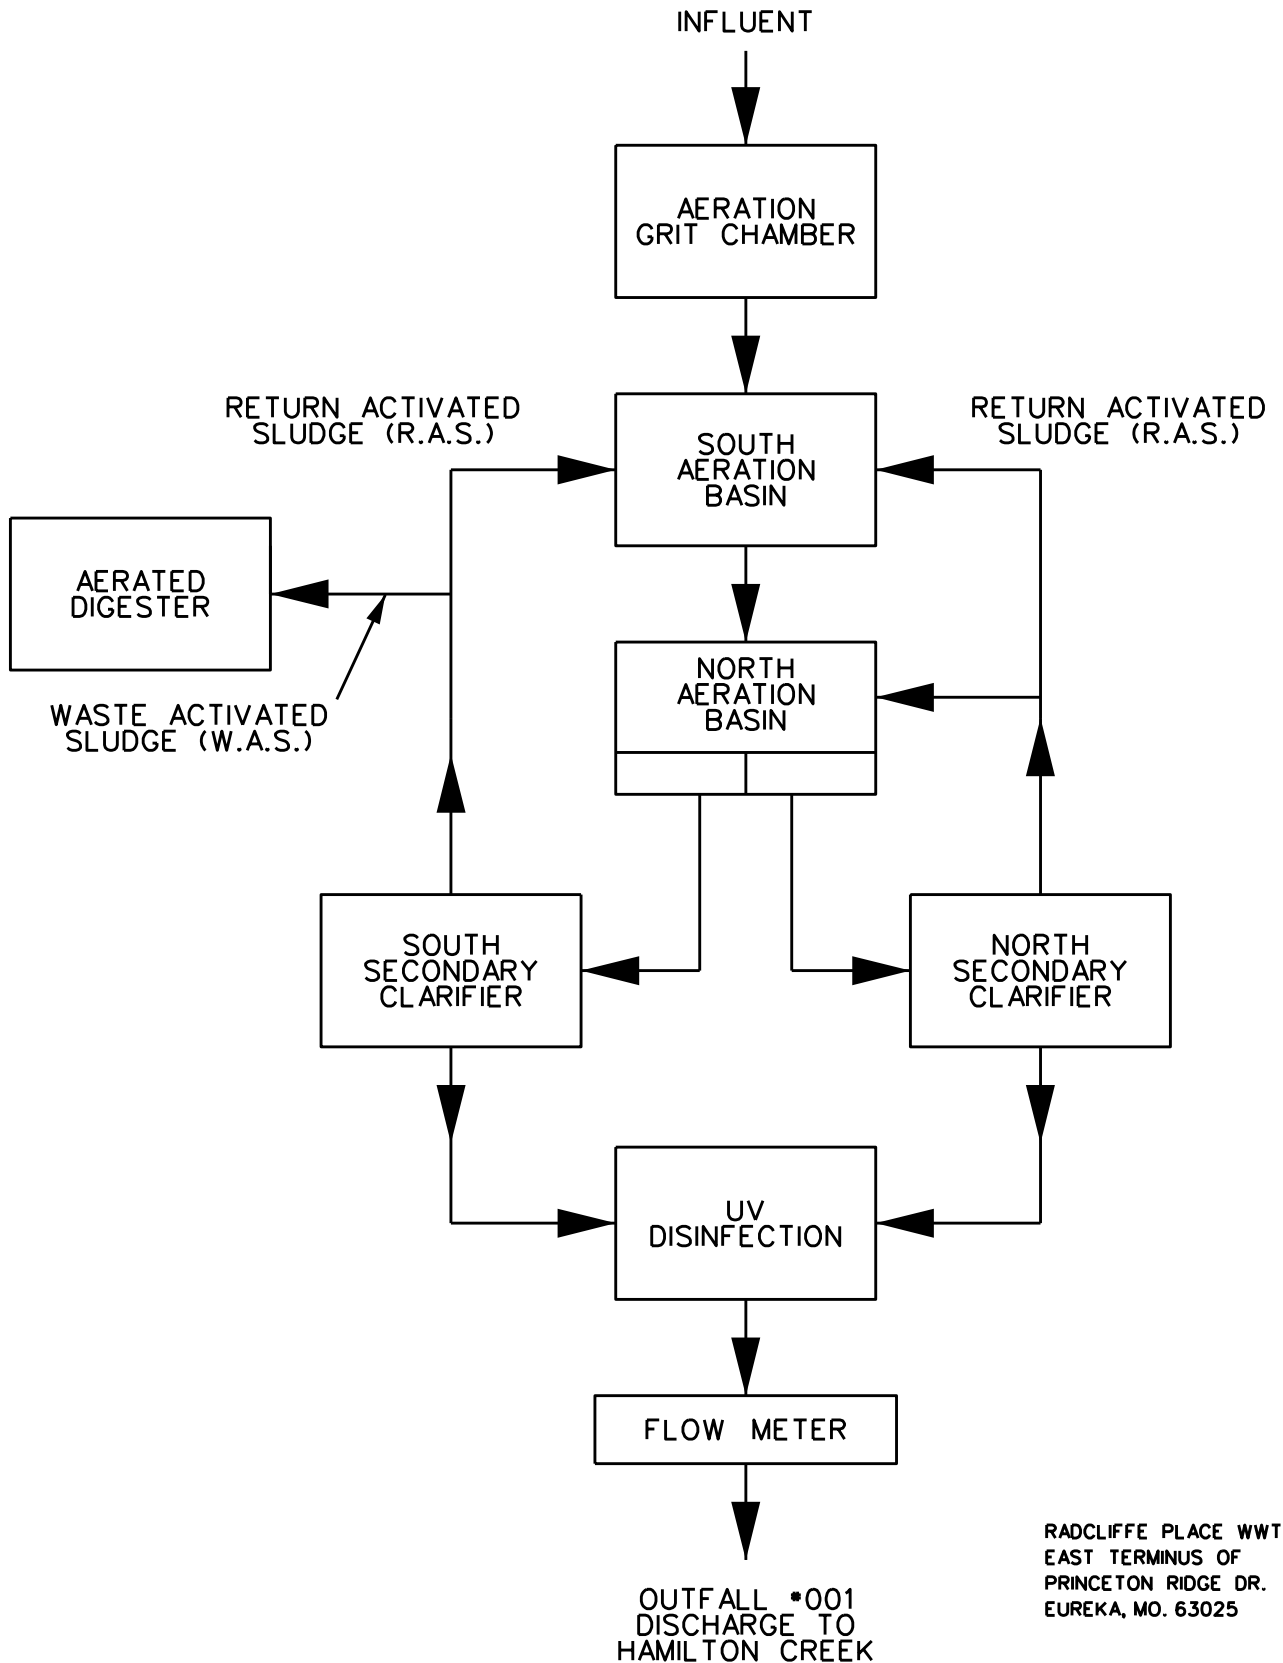 INFLUENT
AERATION
GRIT CHAMBER
RETURN ACTIVATED
SLUDGE (R.A.S.)
RETURN ACTIVATED
SLUDGE (R.A.S.)
SOUTH
AERATION
BASIN
AERATED
DIGESTER
NORTH
AERATION
BASIN
WASTE ACTIVATED
SLUDGE (W.A.S.)
SOUTH
SECONDARY
CLARIFIER
NORTH
SECONDARY
CLARIFIER
UV
DISINFECTION
FLOW METER
RADCLIFFE PLACE WWT
EAST TERMINUS OF
PRINCETON RIDGE DR.
EUREKA, MO. 63025
OUTFALL #001
DISCHARGE TO
HAMILTON CREEK